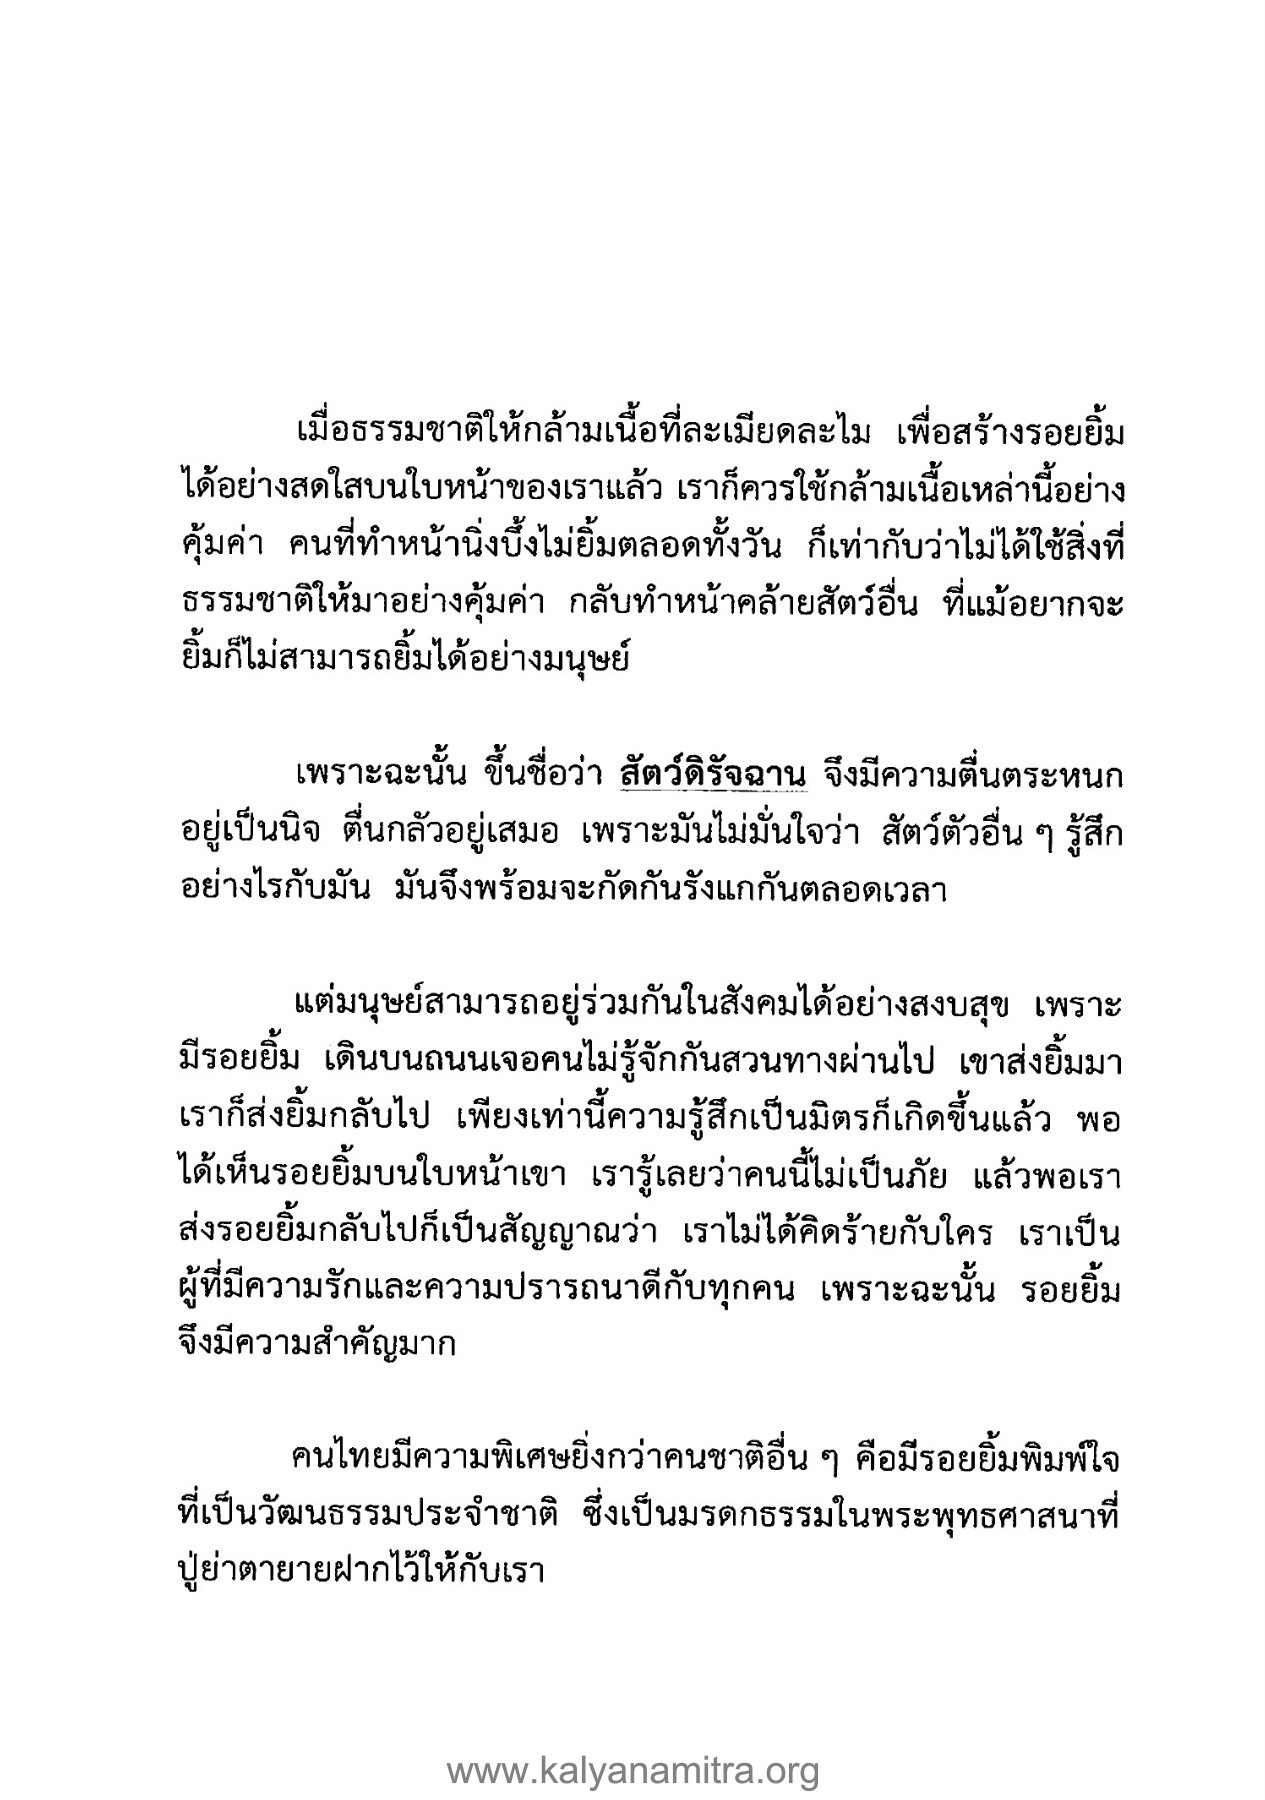 เมื่อธรรมชาติให้กล้ามเนื้อที่ละเมียดละไม เพื่อสร้างรอยยิ้ม
ได้อย่างสดใสบนใบหน้าของเราแล้ว เราก็ควรใช้กล้ามเนื้อเหล่านี้อย่าง
คุ้มค่า คนที่ทำหน้านิ่งบึ้งไม่ยิ้มตลอดทั้งวัน ก็เท่ากับว่าไม่ได้ใช้สิ่งที่
ธรรมชาติให้มาอย่างคุ้มค่า กลับทำหน้าคล้ายสัตว์อื่น ที่แม้อยากจะ
ยิ้มก็ไม่สามารถยิ้มได้อย่างมนุษย์
เพราะฉะนั้น ขึ้นชื่อว่า สัตว์ดิรัจฉาน จึงมีความตื่นตระหนก
อยู่เป็นนิจ ตื่นกลัวอยู่เสมอ เพราะมันไม่มั่นใจว่า สัตว์ตัวอื่น ๆ รู้สึก
อย่างไรกับมัน มันจึงพร้อมจะกัดกันรังแกกันตลอดเวลา
แต่มนุษย์สามารถอยู่ร่วมกันในสังคมได้อย่างสงบสุข เพราะ
มีรอยยิ้ม เดินบนถนนเจอคนไม่รู้จักกันสวนทางผ่านไป เขาส่งยิ้มมา
เราก็ส่งยิ้มกลับไป เพียงเท่านี้ความรู้สึกเป็นมิตรก็เกิดขึ้นแล้ว พอ
ได้เห็นรอยยิ้มบนใบหน้าเขา เรารู้เลยว่าคนนี้ไม่เป็นภัย แล้วพอเรา
ส่งรอยยิ้มกลับไปก็เป็นสัญญาณว่า เราไม่ได้คิดร้ายกับใคร เราเป็น
ผู้ที่มีความรักและความปรารถนาดีกับทุกคน เพราะฉะนั้น รอยยิ้ม
จึงมีความสำคัญมาก
คนไทยมีความพิเศษยิ่งกว่าคนชาติอื่น ๆ คือมีรอยยิ้มพิมพ์ใจ
ที่เป็นวัฒนธรรมประจำชาติ ซึ่งเป็นมรดกธรรมในพระพุทธศาสนาที่
ปู่ย่าตายายฝากไว้ให้กับเรา
www.kalyanamitra.org